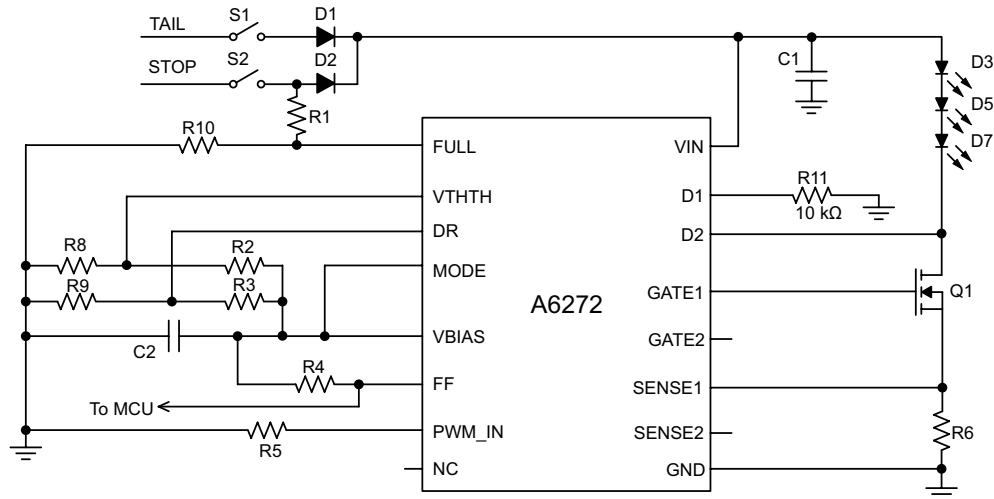 TAIL S1 D1
STOP S2 D2
C1
D3
D5
D7
R1
R10
FULL VIN
VTHTH D1 R11
10 kΩ
DR D2
R8 R2
MODE
R9 R3
A6272
GATE1 Q1
VBIAS GATE2
C2
R4
FF SENSE1
To MCU
R5 PWM_IN SENSE2 R6
NC GND